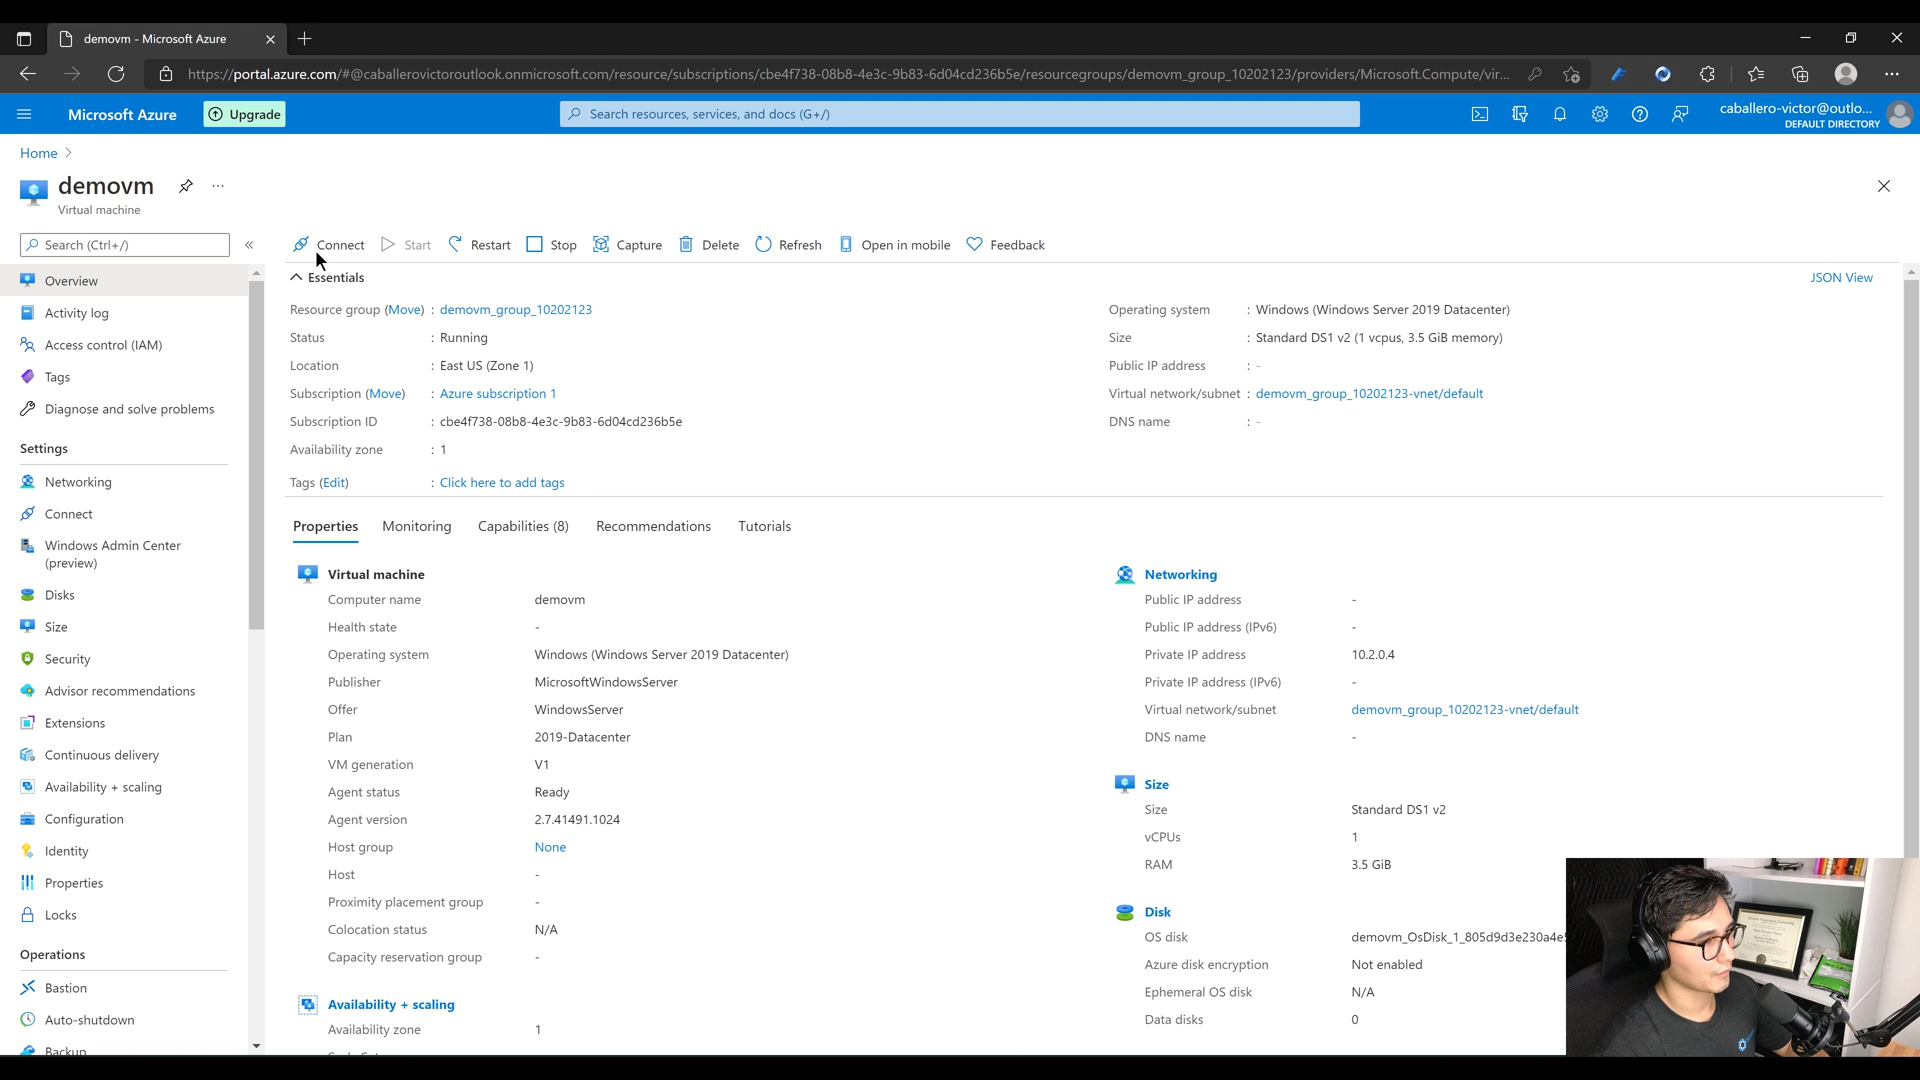 demovm - Microsoft Azure
https://portal.azure.com/#@caballerovictoroutlook.onmicrosoft.com/resource/subscriptions/cbe4f738-08b8-4e3c-9b83-6d04cd236b5e/resourcegroups/demovm_group_10202123/providers/Microsoft.Compute/vir...
Microsoft Azure
Upgrade
Search resources, services, and docs (G+/)
caballero-victor@outlo...
DEFAULT DIRECTORY
Home
demovm
Virtual machine
Search (Ctrl+/)
Connect Start Restart Stop Capture Delete Refresh Open in mobile Feedback
Overview
Activity log
Access control (IAM)
Tags
Diagnose and solve problems
Settings
Networking
Connect
Windows Admin Center
(preview)
Disks
Size
Security
Advisor recommendations
Extensions
Continuous delivery
Availability + scaling
Configuration
Identity
Properties
Locks
Operations
Bastion
Auto-shutdown
Backup
Essentials
JSON View
Resource group (Move) : demovm_group_10202123
Status : Running
Location : East US (Zone 1)
Subscription (Move) : Azure subscription 1
Subscription ID : cbe4f738-08b8-4e3c-9b83-6d04cd236b5e
Availability zone : 1
Tags (Edit) : Click here to add tags
Operating system : Windows (Windows Server 2019 Datacenter)
Size : Standard DS1 v2 (1 vcpus, 3.5 GiB memory)
Public IP address : -
Virtual network/subnet : demovm_group_10202123-vnet/default
DNS name : -
Properties Monitoring Capabilities (8) Recommendations Tutorials
Virtual machine
Computer name demovm
Health state -
Operating system Windows (Windows Server 2019 Datacenter)
Publisher MicrosoftWindowsServer
Offer WindowsServer
Plan 2019-Datacenter
VM generation V1
Agent status Ready
Agent version 2.7.41491.1024
Host group None
Host -
Proximity placement group -
Colocation status N/A
Capacity reservation group -
Availability + scaling
Availability zone 1
Networking
Public IP address -
Public IP address (IPv6) -
Private IP address 10.2.0.4
Private IP address (IPv6) -
Virtual network/subnet demovm_group_10202123-vnet/default
DNS name -
Size
Size Standard DS1 v2
vCPUs 1
RAM 3.5 GiB
Disk
OS disk demovm_OsDisk_1_805d9d3e230a4e
Azure disk encryption Not enabled
Ephemeral OS disk N/A
Data disks 0